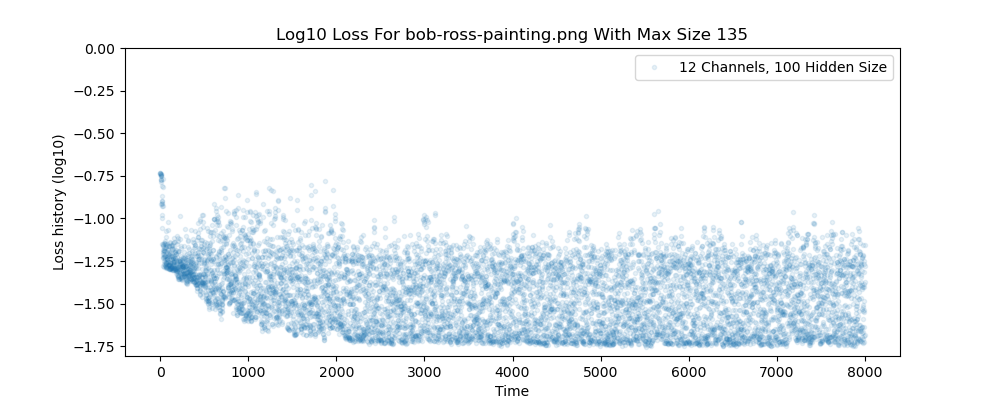 Log10 Loss For bob-ross-painting.png With Max Size 135
12 Channels, 100 Hidden Size
Loss history (log10)
0.00
−0.25
−0.50
−0.75
−1.00
−1.25
−1.50
−1.75
0 1000 2000 3000 4000 5000 6000 7000 8000
Time